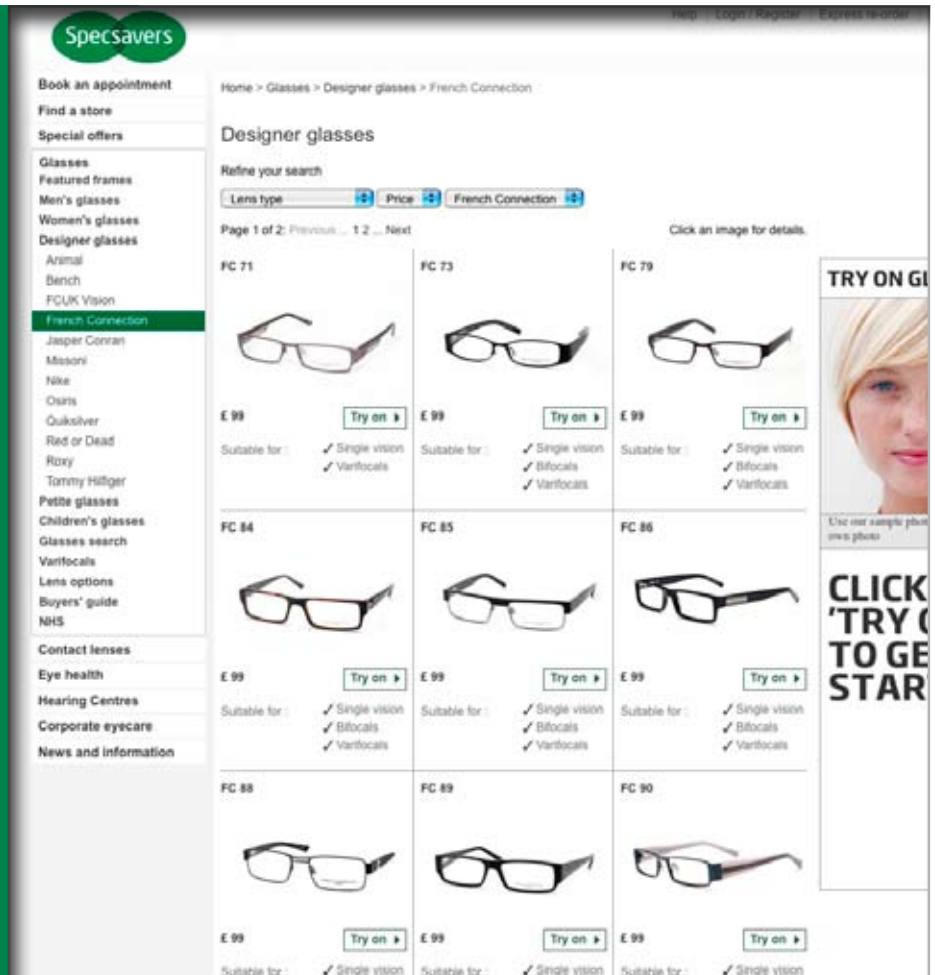 Help | Login / Register | Express re-order
Specsavers
Book an appointment
Find a store
Special offers
Glasses
Featured frames
Men's glasses
Women's glasses
Designer glasses
Animal
Bench
FCUK Vision
French Connection
Jasper Conran
Missoni
Nike
Osiris
Quiksilver
Red or Dead
Roxy
Tommy Hilfiger
Petite glasses
Children's glasses
Glasses search
Varifocals
Lens options
Buyers' guide
NHS
Contact lenses
Eye health
Hearing Centres
Corporate eyecare
News and information
Home > Glasses > Designer glasses > French Connection
Designer glasses
Refine your search
Lens type Price French Connection
Page 1 of 2: Previous ... 1 2 ... Next Click an image for details.
FC 71 FC 73 FC 79
£ 99 Try on £ 99 Try on £ 99 Try on
Suitable for : ✓ Single vision Suitable for : ✓ Single vision Suitable for : ✓ Single vision
✓ Varifocals ✓ Bifocals ✓ Bifocals
✓ Varifocals ✓ Varifocals
FC 84 FC 85 FC 86
£ 99 Try on £ 99 Try on £ 99 Try on
Suitable for : ✓ Single vision Suitable for : ✓ Single vision Suitable for : ✓ Single vision
✓ Bifocals ✓ Bifocals ✓ Bifocals
✓ Varifocals ✓ Varifocals ✓ Varifocals
FC 88 FC 89 FC 90
£ 99 Try on £ 99 Try on £ 99 Try on
Suitable for : ✓ Single vision Suitable for : ✓ Single vision Suitable for : ✓ Single vision
TRY ON GL
Use our sample phot
own photo
CLICK
'TRY O
TO GE
STAR